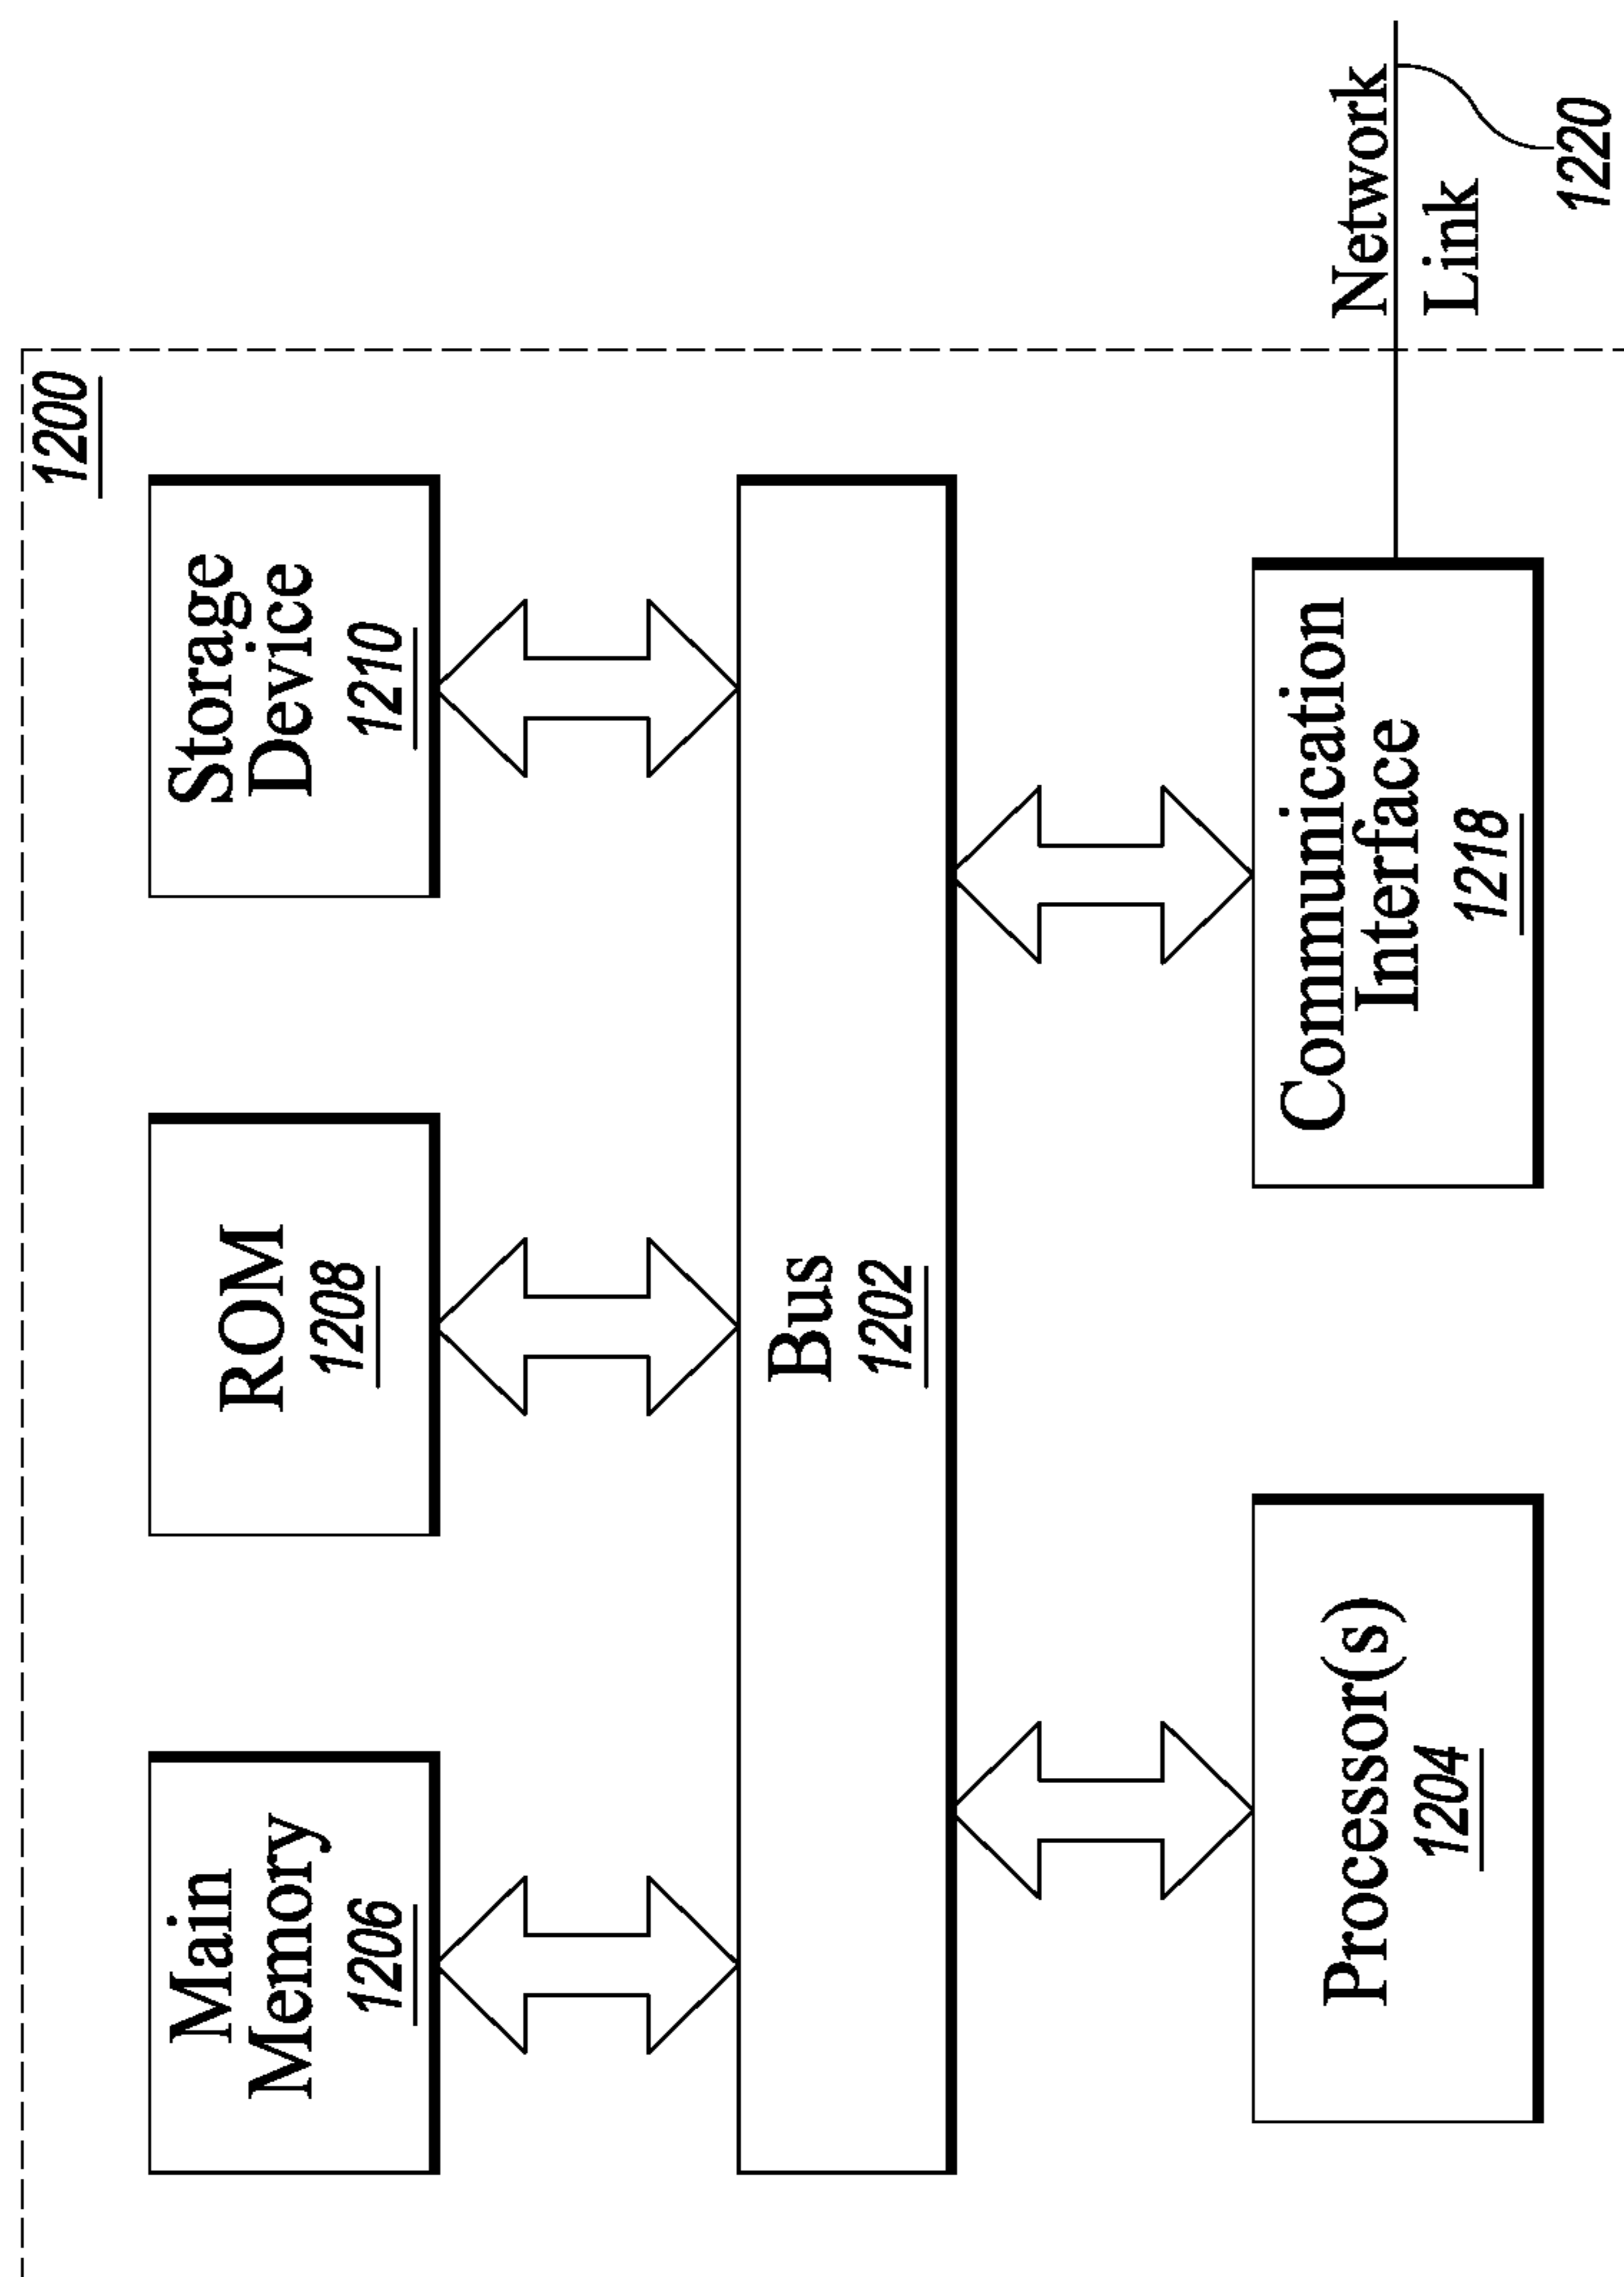 1200
Main
Memory
1206
ROM
1208
Storage
Device
1210
Bus
1202
Processor(s)
1204
Communication
Interface
1218
Network
Link
1220